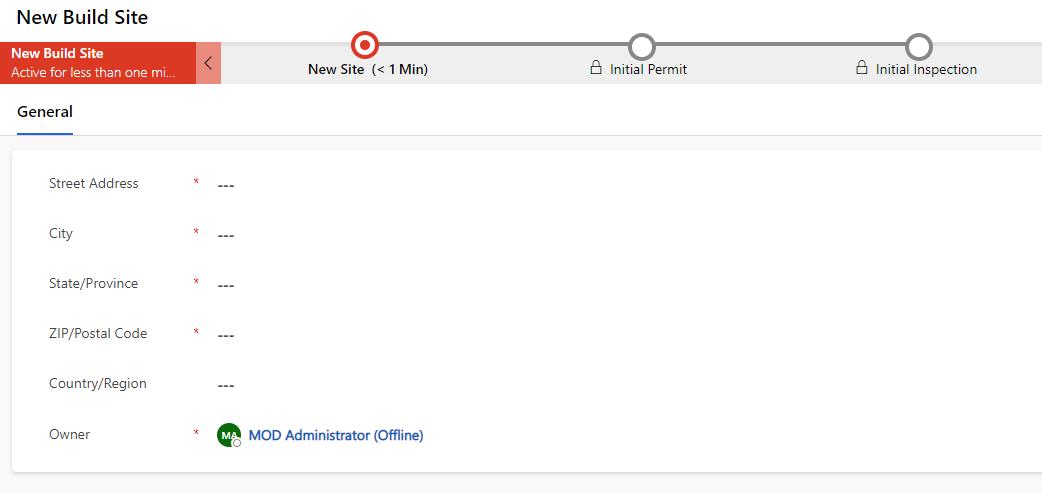 New Build Site
New Build Site
Active for less than one mi...
New Site (< 1 Min)
Initial Permit
Initial Inspection
General
Street Address * ---
City * ---
State/Province * ---
ZIP/Postal Code * ---
Country/Region ---
Owner * MA MOD Administrator (Offline)